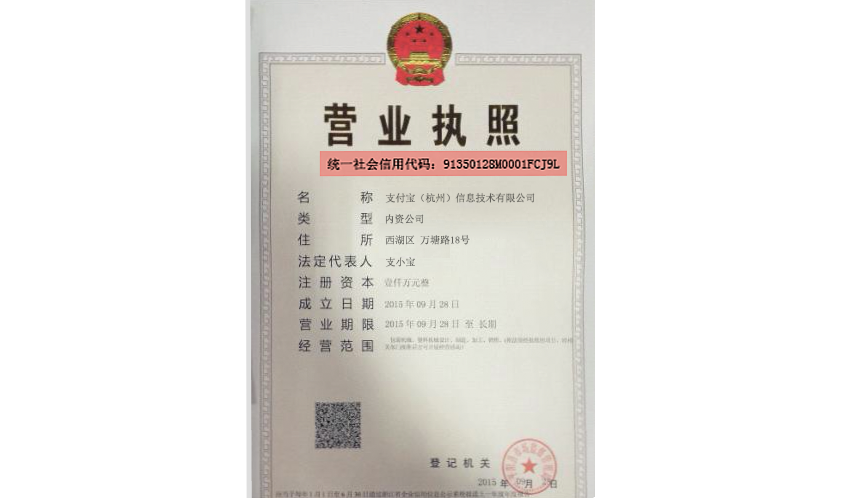 营业执照
统一社会信用代码：91350128M0001FCJ9L
名称 支付宝（杭州）信息技术有限公司
类型 内资公司
住所 西湖区 万塘路18号
法定代表人 支小宝
注册资本 壹仟万元整
成立日期 2015年09月28日
营业期限 2015年09月28日 至 长期
经营范围
登记机关
2015年 月 日